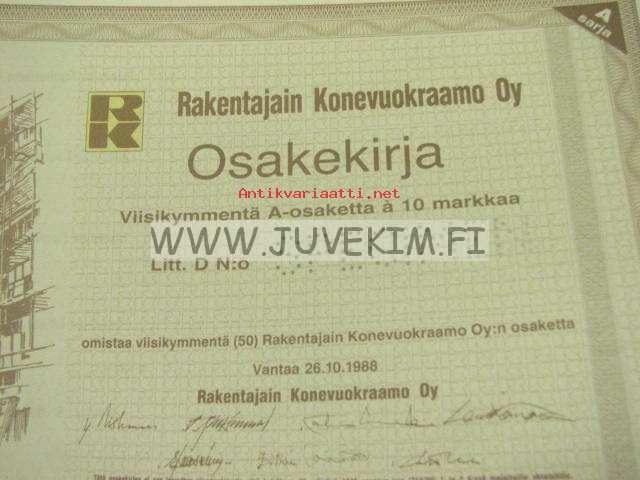 A
sarja
RK
Rakentajain Konevuokraamo Oy
Osakekirja
Antikvariaatti.net
Viisikymmentä A-osaketta à 10 markkaa
WWW.JUVEKIM.FI
Litt. D N:o
omistaa viisikymmentä (50) Rakentajain Konevuokraamo Oy:n osaketta
Vantaa 26.10.1988
Rakentajain Konevuokraamo Oy